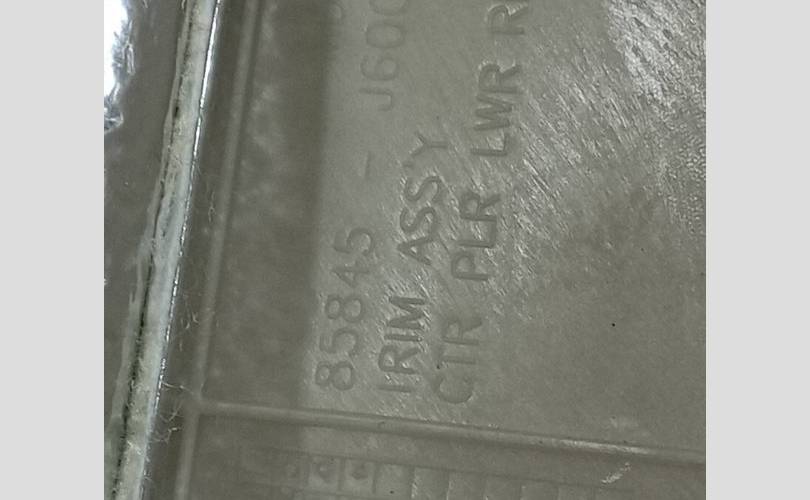 85845 - J600
TRIM ASS'Y
CTR PLR LWR R